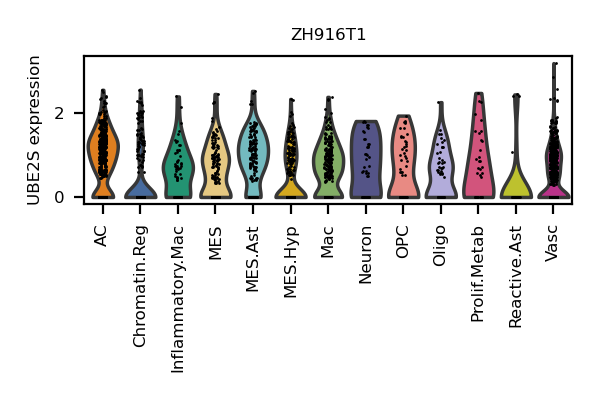 ZH916T1
UBE2S expression
2
0
AC
Chromatin.Reg
Inflammatory.Mac
MES
MES.Ast
MES.Hyp
Mac
Neuron
OPC
Oligo
Prolif.Metab
Reactive.Ast
Vasc